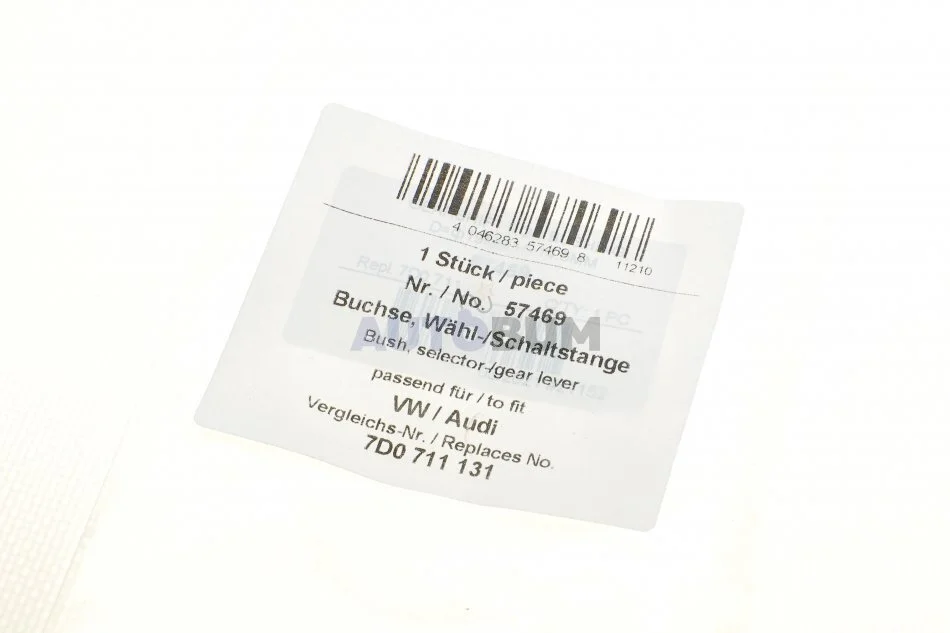 4 046283 57469 8
11210
1 Stück / piece
Nr. / No. 57469
Buchse, Wähl-/Schaltstange
Bush, selector-/gear lever
passend für / to fit
VW / Audi
Vergleichs-Nr. / Replaces No.
7D0 711 131
AUTOBUM